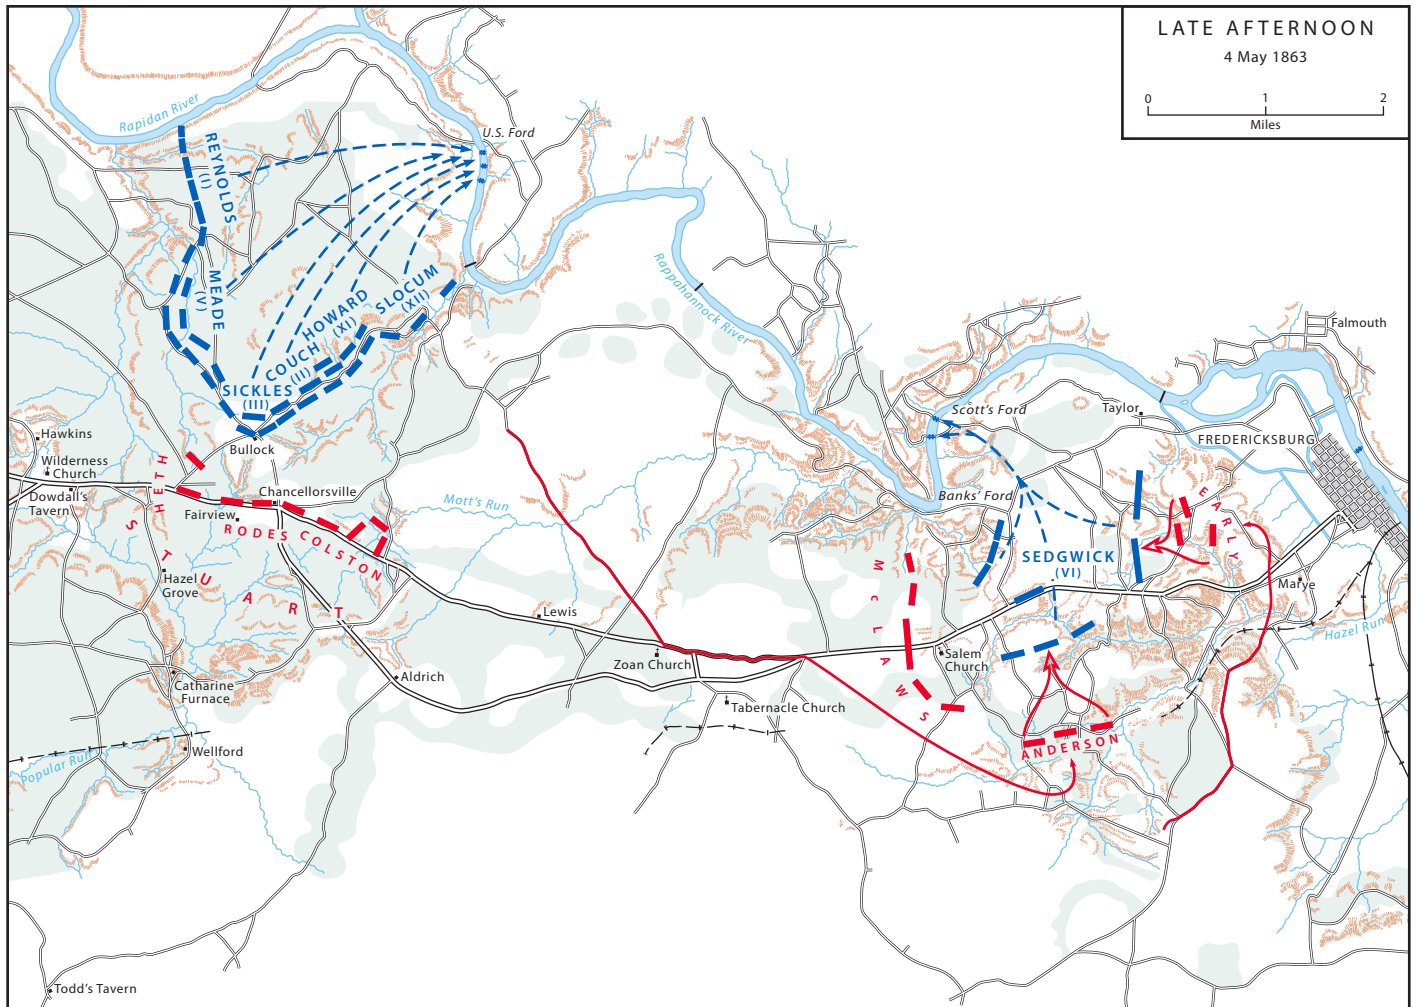 LATE AFTERNOON
4 May 1863
0 1 2
Miles
Rapidan River
U.S. Ford
REYNOLDS
(I)
MEADE
(V)
SLOCUM
(XII)
HOWARD
(XI)
COUCH
(II)
SICKLES
(III)
Rappahannock River
Falmouth
Scott's Ford
Taylor
FREDERICKSBURG
Hawkins
Wilderness
Church
Dowdall's
Tavern
Bullock
HETH
Chancellorsville
Fairview
RODES
COLSTON
Mott's Run
Banks' Ford
EARLY
SEDGWICK
(VI)
STUART
Hazel
Grove
McLAWS
Marye
Hazel Run
Lewis
Zoan Church
Salem
Church
Catharine
Furnace
Aldrich
Tabernacle Church
ANDERSON
Wellford
Popular Run
Todd's Tavern